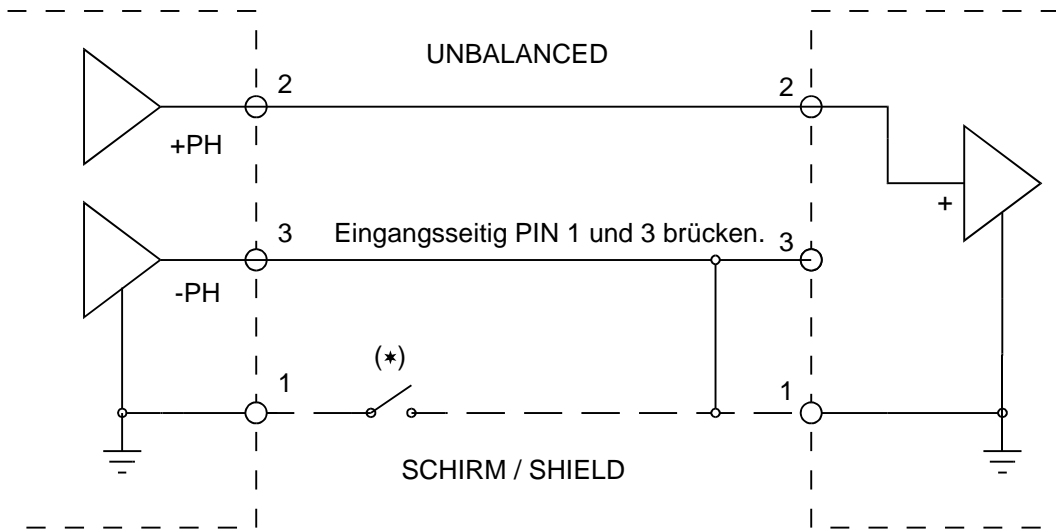 UNBALANCED
2
2
+PH
+
3
Eingangsseitig PIN 1 und 3 brücken.
3
-PH
(*)
1
1
SCHIRM / SHIELD